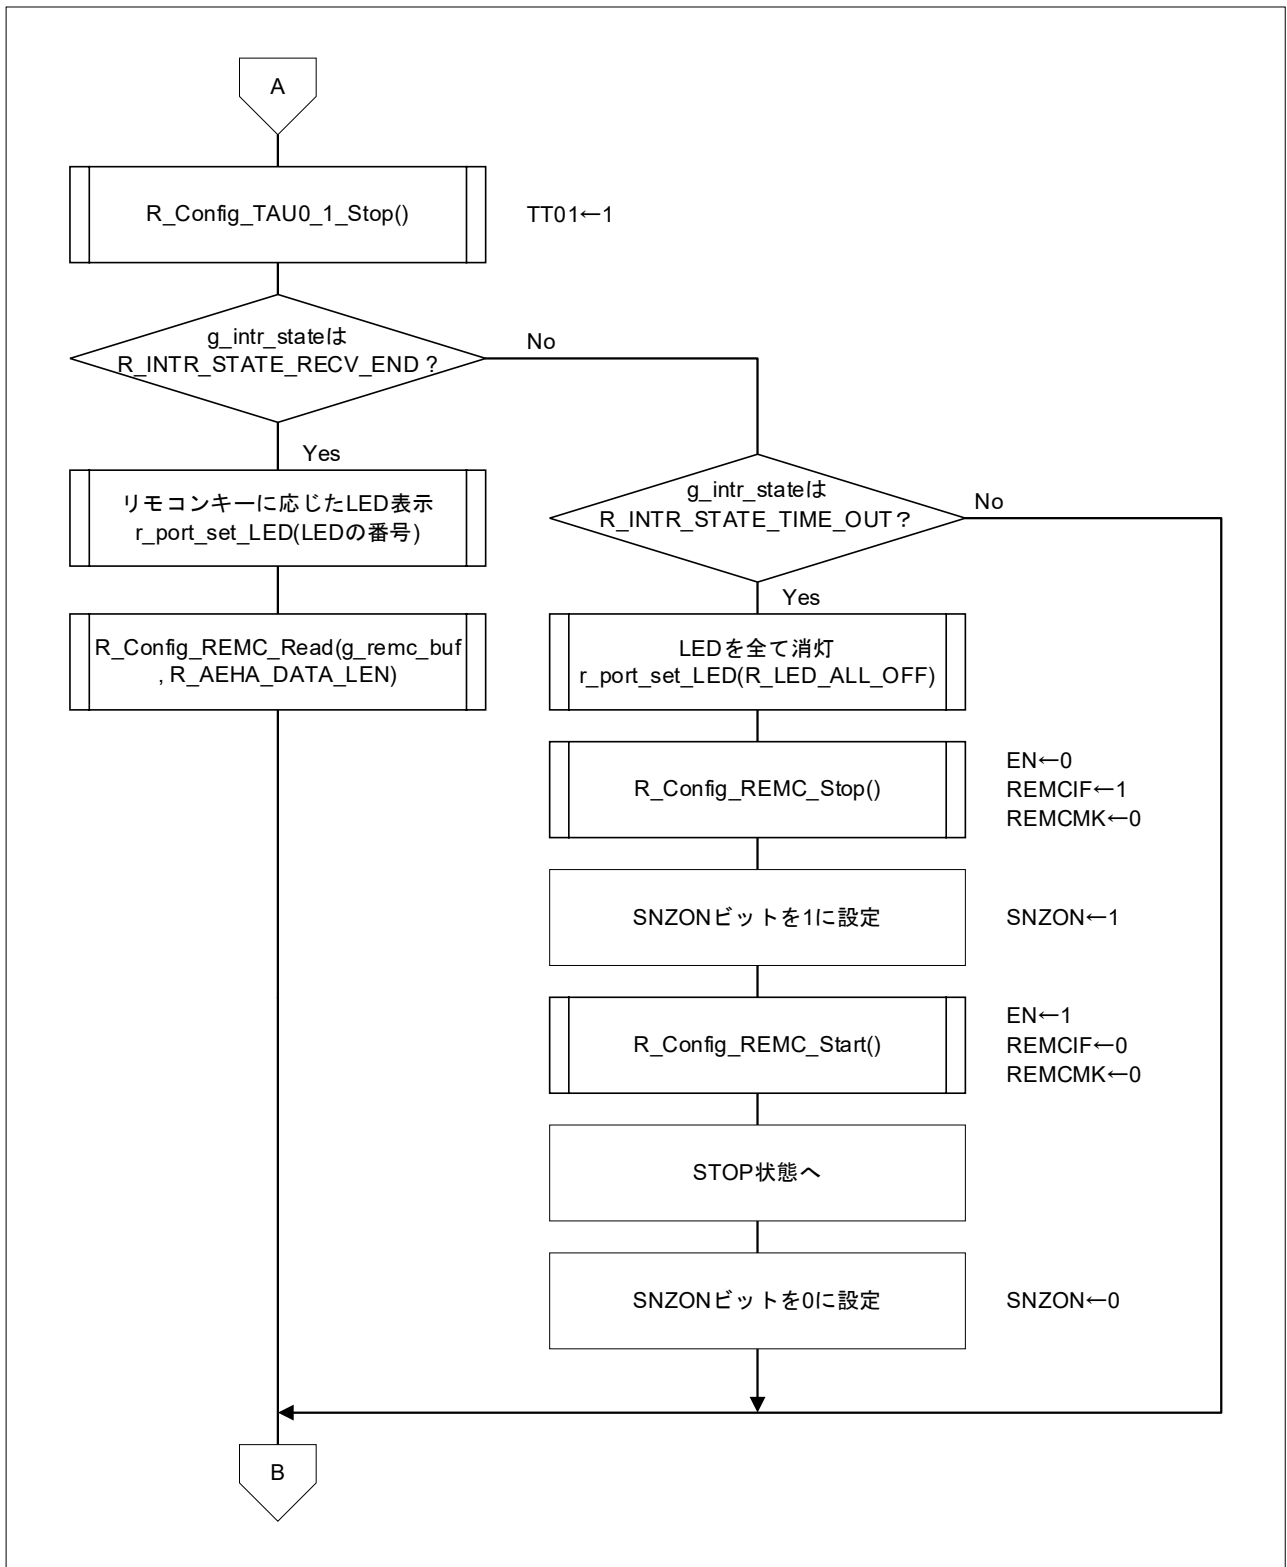 A
R_Config_TAU0_1_Stop()
TT01←1
g_intr_stateは
R_INTR_STATE_RECV_END？
No
Yes
リモコンキーに応じたLED表示
r_port_set_LED(LEDの番号)
R_Config_REMC_Read(g_remc_buf
, R_AEHA_DATA_LEN)
g_intr_stateは
R_INTR_STATE_TIME_OUT？
No
Yes
LEDを全て消灯
r_port_set_LED(R_LED_ALL_OFF)
R_Config_REMC_Stop()
EN←0
REMCIF←1
REMCMK←0
SNZONビットを1に設定
SNZON←1
R_Config_REMC_Start()
EN←1
REMCIF←0
REMCMK←0
STOP状態へ
SNZONビットを0に設定
SNZON←0
B